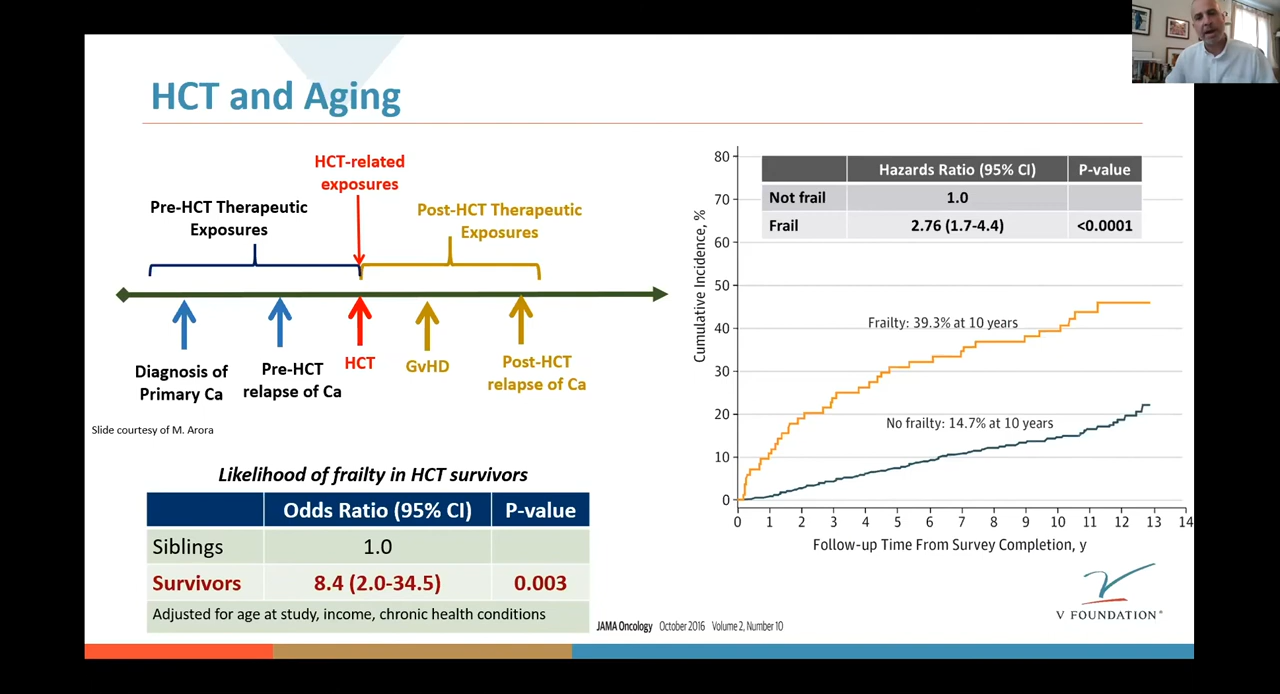 HCT and Aging
HCT-related
exposures
Pre-HCT Therapeutic
Exposures
Post-HCT Therapeutic
Exposures
Diagnosis of
Primary Ca
Pre-HCT
relapse of Ca
HCT
GvHD
Post-HCT
relapse of Ca
Slide courtesy of M. Arora
Likelihood of frailty in HCT survivors
Odds Ratio (95% CI) P-value
Siblings 1.0
Survivors 8.4 (2.0-34.5) 0.003
Adjusted for age at study, income, chronic health conditions
Hazards Ratio (95% CI) P-value
Not frail 1.0
Frail 2.76 (1.7-4.4) <0.0001
Cumulative Incidence, %
80
70
60
50
40
30
20
10
0
Frailty: 39.3% at 10 years
No frailty: 14.7% at 10 years
0 1 2 3 4 5 6 7 8 9 10 11 12 13 14
Follow-up Time From Survey Completion, y
JAMA Oncology October 2016 Volume 2, Number 10
V FOUNDATION®